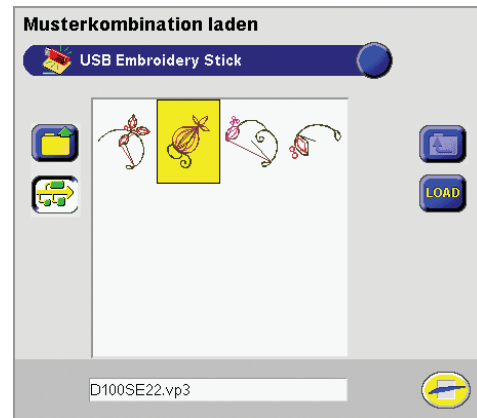 Musterkombination laden
USB Embroidery Stick
LOAD
D100SE22.vp3